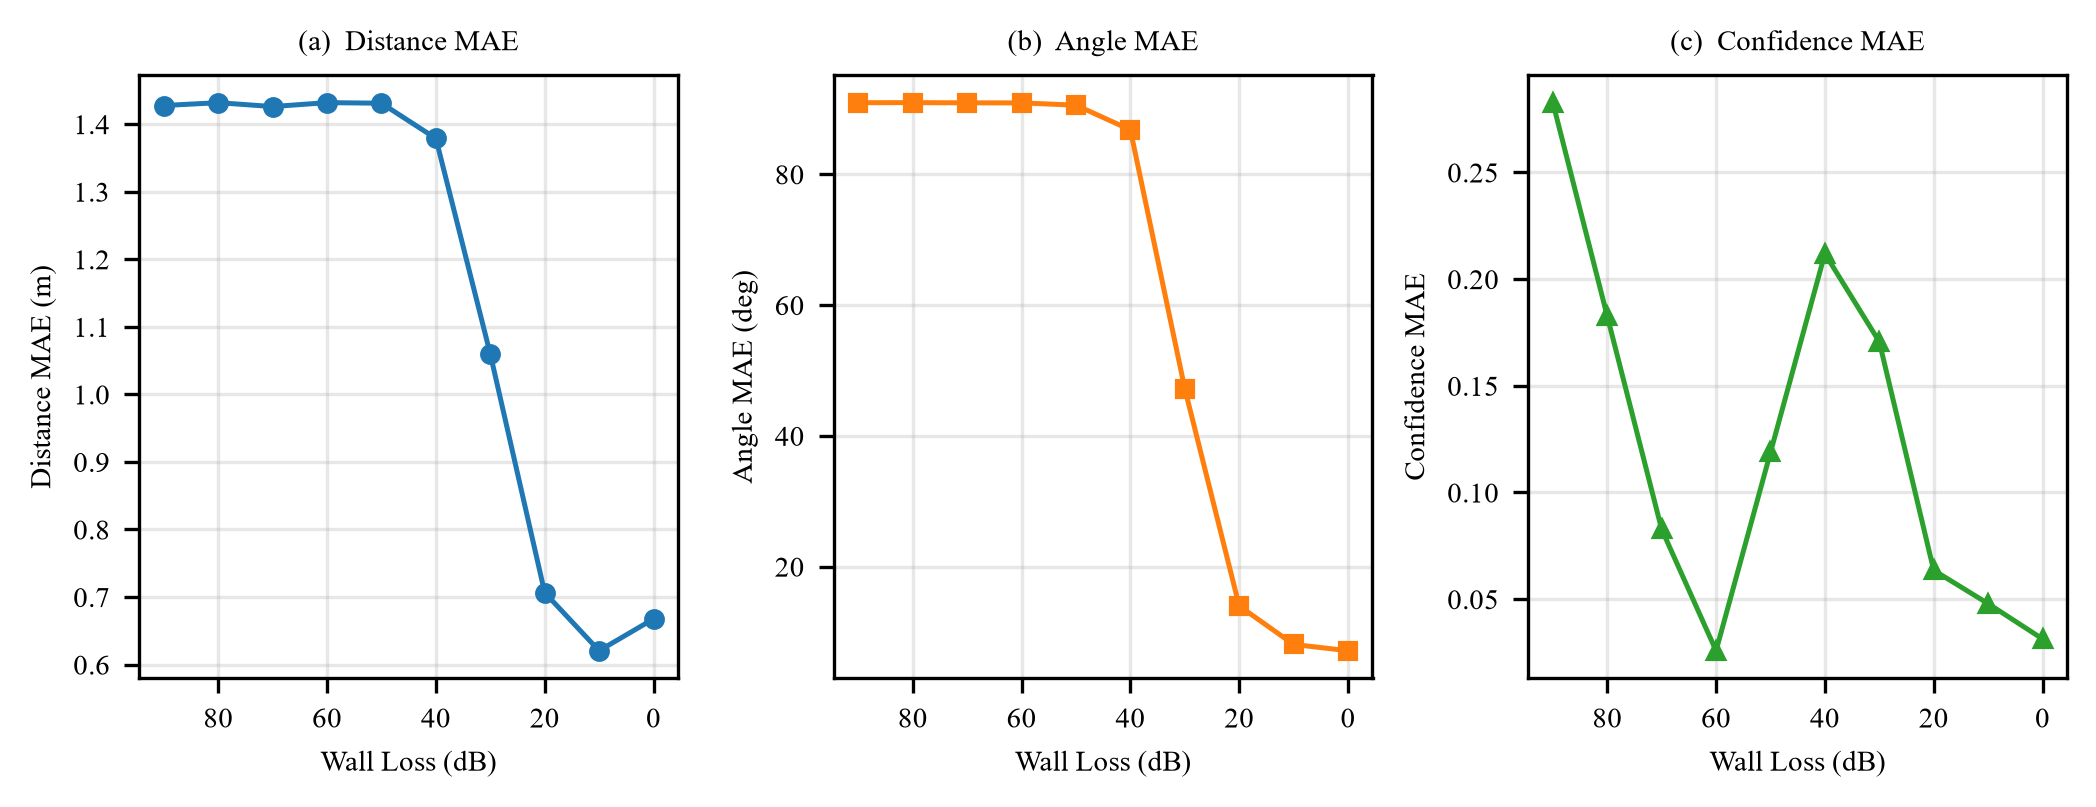 (a) Distance MAE
Distance MAE (m)
1.4
1.3
1.2
1.1
1.0
0.9
0.8
0.7
0.6
80 60 40 20 0
Wall Loss (dB)
(b) Angle MAE
Angle MAE (deg)
80
60
40
20
80 60 40 20 0
Wall Loss (dB)
(c) Confidence MAE
Confidence MAE
0.25
0.20
0.15
0.10
0.05
80 60 40 20 0
Wall Loss (dB)